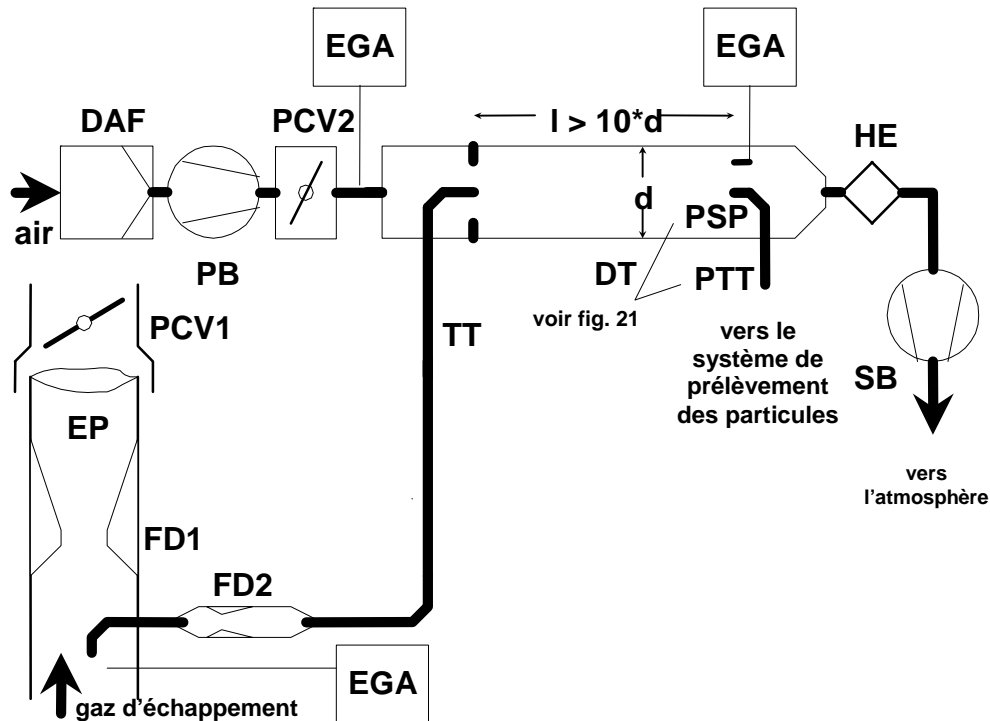 EGA
EGA
DAF
PCV2
l > 10*d
HE
air
d
PSP
PB
DT
PTT
PCV1
voir fig. 21
TT
vers le
système de
prélèvement
des particules
SB
EP
vers
l'atmosphère
FD1
FD2
EGA
gaz d'échappement